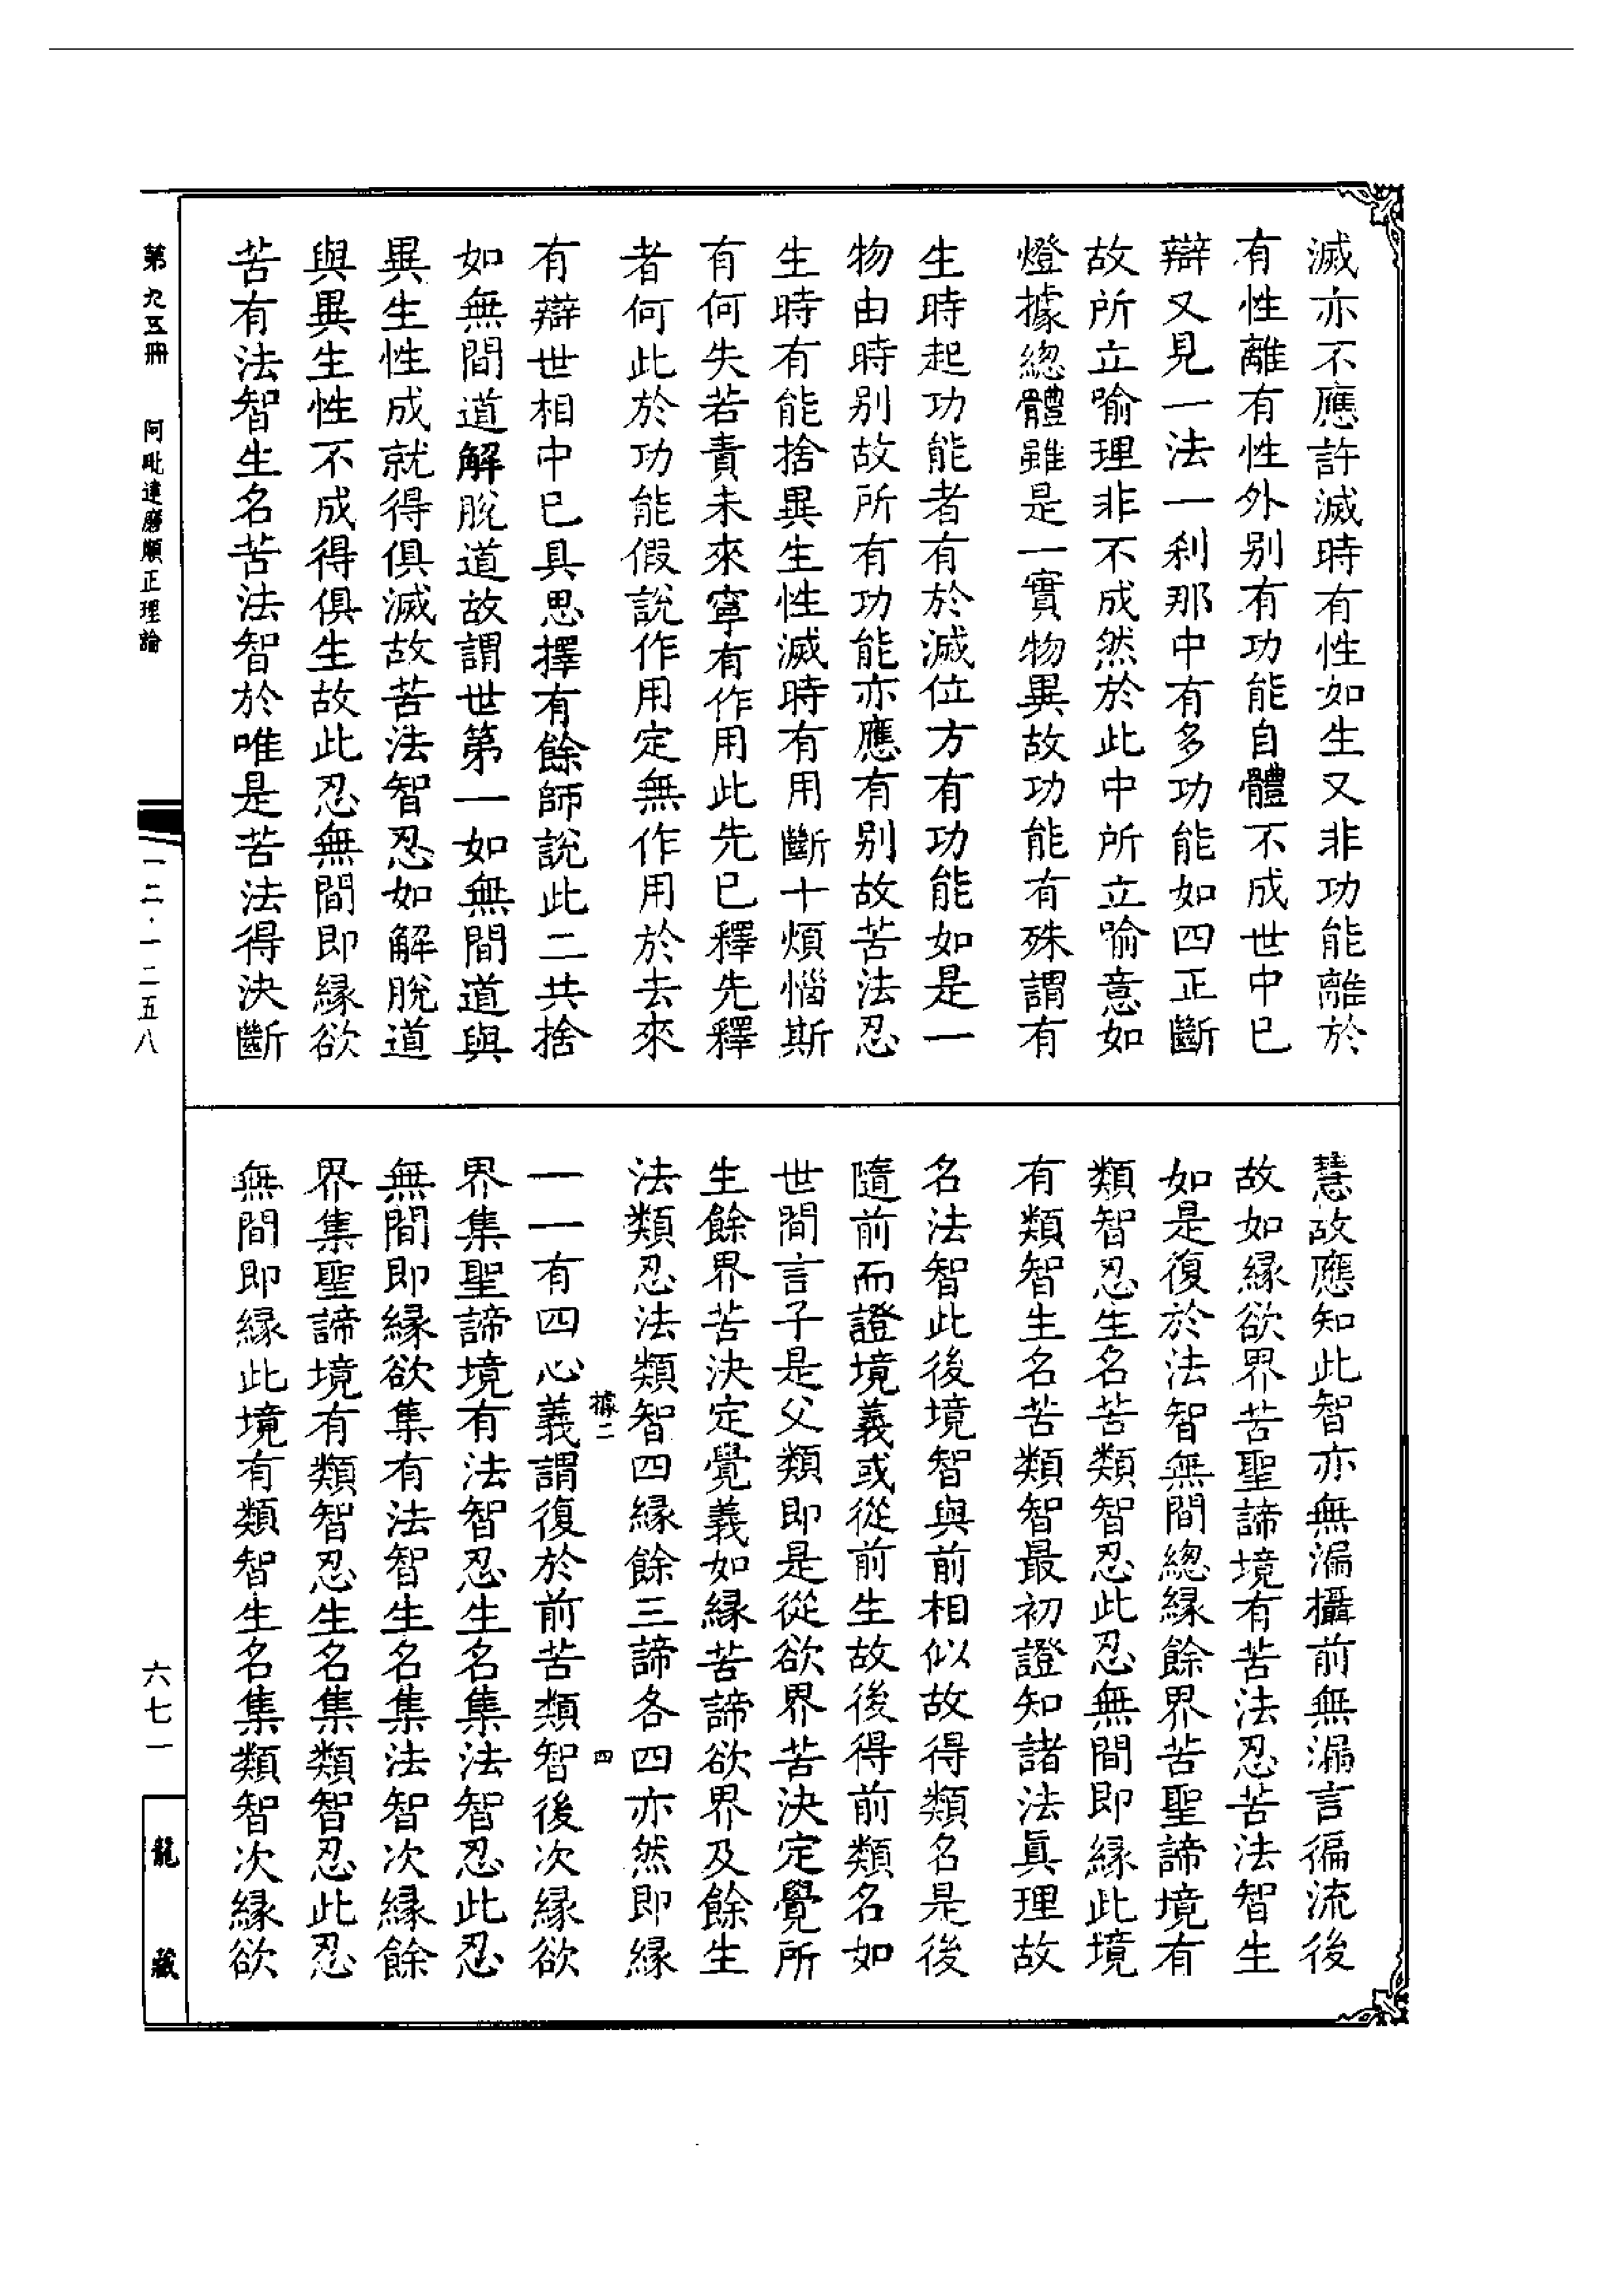 滅亦不應許滅時有性如生又非功能離於
有性離有性外别有功能自體不成世中已
辯又見一法一刹那中有多功能如四正斷
故所立喻理非不成然於此中所立喻意如
燈據總體雖是一實物異故功能有殊謂有
生時起功能者有於滅位方有功能如是一
物由時别故所有功能亦應有别故苦法忍
生時有能捨異生性滅時有用斷十煩惱斯
有何失若責未來寧有作用此先已釋先釋
者何此於功能假說作用定無作用於去來
有辯世相中已具思擇有餘師說此二共捨
如無間道解脫道故謂世第一如無間道與
異生性成就得俱滅故苦法智忍如解脫道
與異生性不成得俱生故此忍無間即緣欲
苦有法智生名苦法智於唯是苦法得決斷
慧故應知此智亦無漏攝前無漏言徧流後
故如緣欲界苦聖諦境有苦法忍苦法智生
如是復於法智無間總緣餘界苦聖諦境有
類智忍生名苦類智忍此忍無間即緣此境
有類智生名苦類智最初證知諸法眞理故
名法智此後境智與前相似故得類名是後
隨前而證境義或從前生故後得前類名如
世間言子是父類即是從欲界苦決定覺所
生餘界苦決定覺義如緣苦諦欲界及餘生
法類忍法類智四緣餘三諦各四亦然即緣
一一有四心義謂復於前苦類智後次緣欲
界集聖諦境有法智忍生名集法智忍此忍
無間即緣欲集有法智生名集法智次緣餘
界集聖諦境有類智忍生名集類智忍此忍
無間即緣此境有類智生名集類智次緣欲
據二
四
第九五冊
阿毗達磨順正理論
一二·一二五八
六七一
龍藏